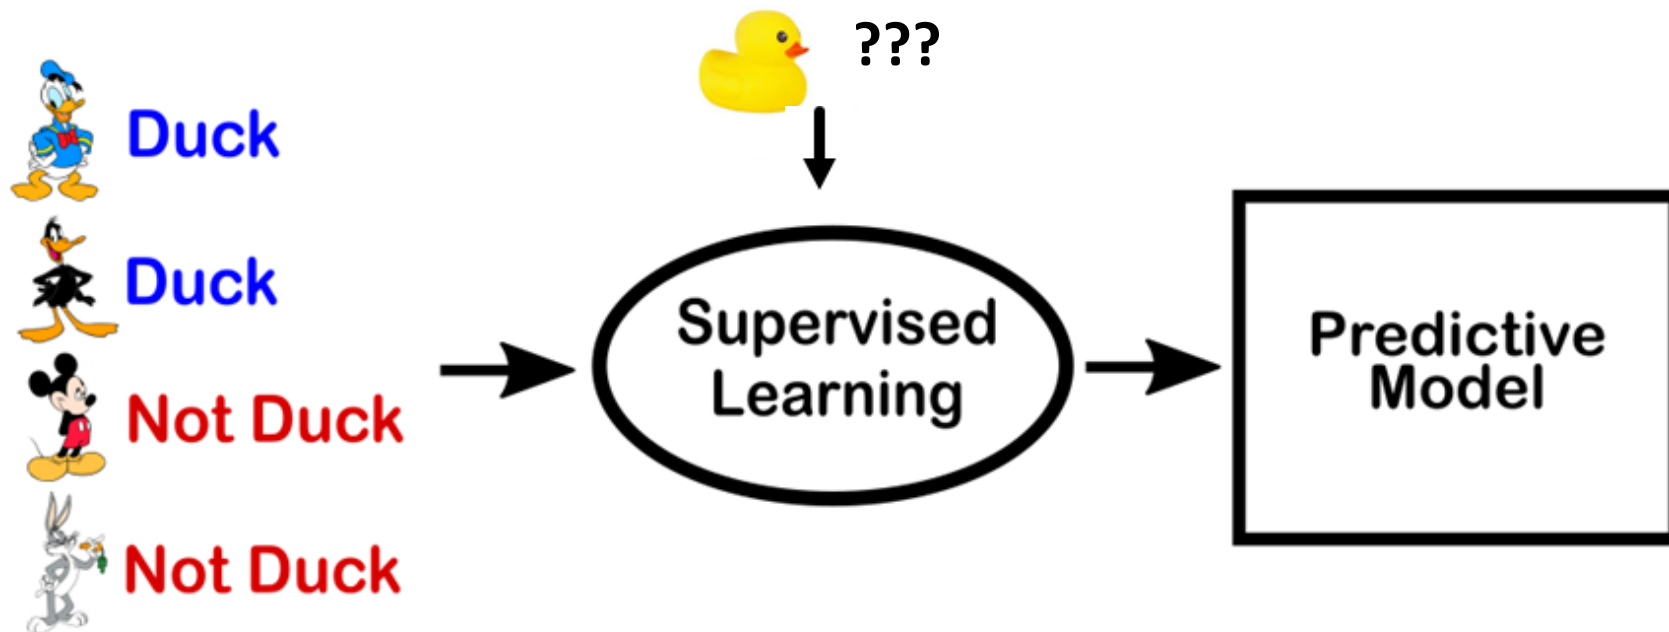 ???
Duck
Duck
Not Duck
Not Duck
Supervised
Learning
Predictive
Model